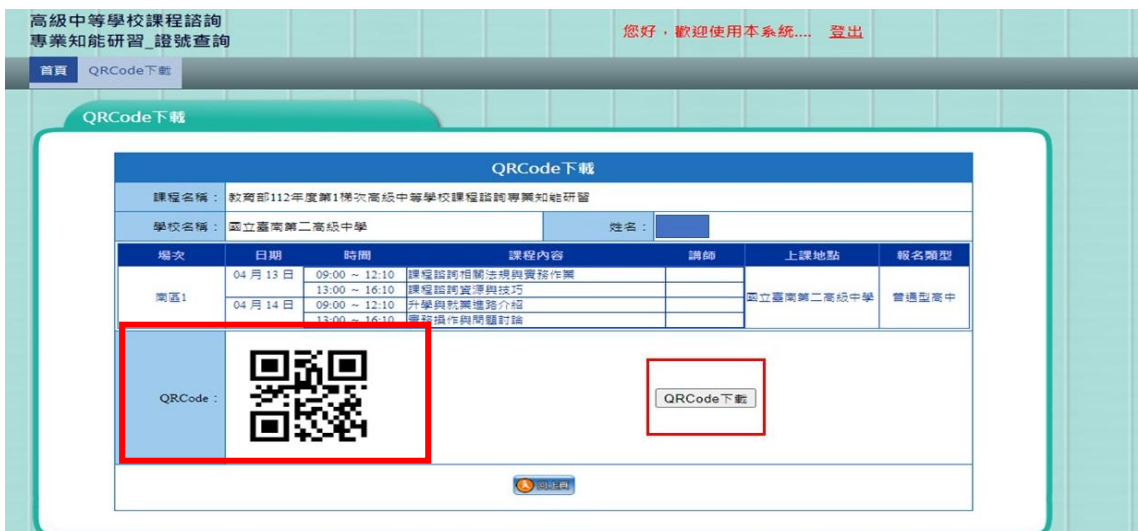 高級中等學校課程諮詢
專業知能研習_證號查詢
您好，歡迎使用本系統.... 登出
首頁 QRCode下載
QRCode下載
QRCode下載
課程名稱： 教育部112年度第1梯次高級中等學校課程諮詢專業知能研習
學校名稱： 國立臺南第二高級中學 姓名：
場次 日期 時間 課程內容 講師 上課地點 報名類型
南區1 國立臺南第二高級中學 普通型高中
04 月 13 日 09:00 ~ 12:10 課程諮詢相關法規與實務作業
13:00 ~ 16:10 課程諮詢資源與技巧
04 月 14 日 09:00 ~ 12:10 升學與就業進路介紹
13:00 ~ 16:10 實務操作與問題討論
QRCode： QRCode下載
回上頁